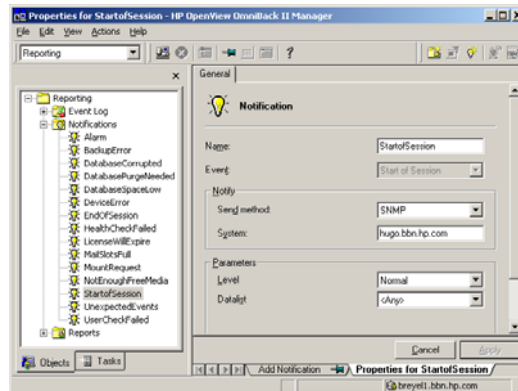 Properties for StartofSession - HP OpenView OmniBack II Manager
File Edit View Actions Help
Reporting
?
Reporting
Event Log
Notifications
Alarm
BackupError
DatabaseCorrupted
DatabasePurgeNeeded
DatabaseSpaceLow
DeviceError
EndOfSession
HealthCheckFailed
LicenseWillExpire
MailSlotsFull
MountRequest
NotEnoughFreeMedia
StartofSession
UnexpectedEvents
UserCheckFailed
Reports
Objects Tasks
General
Notification
Name: StartofSession
Event: Start of Session
Notify
Send method: SNMP
System: hugo.bbn.hp.com
Parameters
Level Normal
Datalist <Any>
Cancel Apply
Add Notification Properties for StartofSession
breyel1.bbn.hp.com